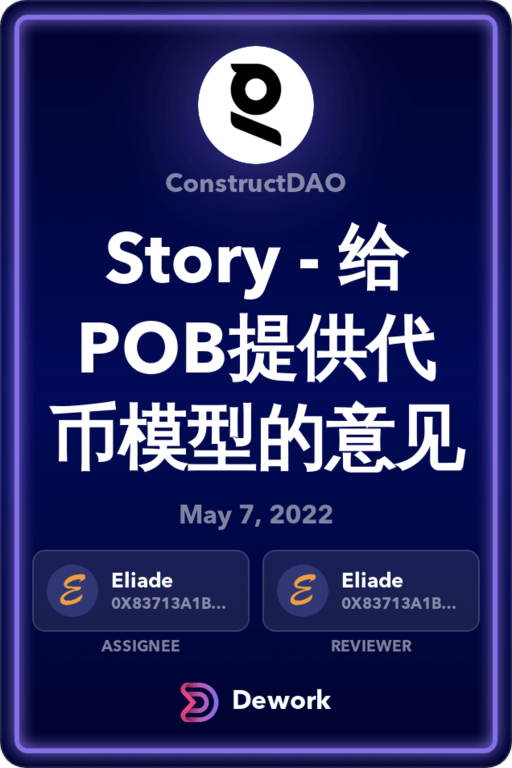 ConstructDAO
Story - 给
POB提供代
币模型的意见
May 7, 2022
Eliade
0X83713A1B...
ASSIGNEE
Eliade
0X83713A1B...
REVIEWER
Dework